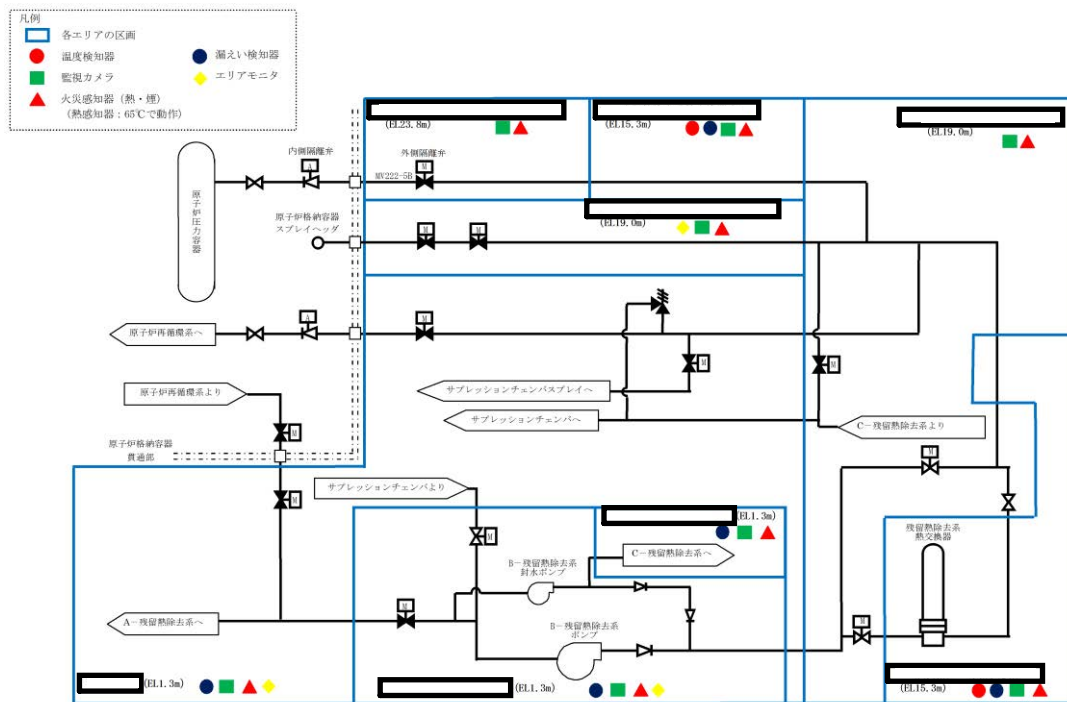 凡例
各エリアの区画
温度検知器
漏えい検知器
監視カメラ
エリアモニタ
火災感知器（熱・煙）
（熱感知器：65℃で動作）
(EL23.8m)
(EL15.3m)
(EL19.0m)
内側隔離弁
外側隔離弁
A
M
MV222-5B
原子炉圧力容器
原子炉格納容器
スプレイヘッダ
(EL19.0m)
M
M
原子炉再循環系へ
A
M
M
M
原子炉再循環系より
サプレッションチェンバスプレイへ
サプレッションチェンバへ
C－残留熱除去系より
M
原子炉格納容器
貫通部
M
サプレッションチェンバより
M
M
(EL1.3m)
残留熱除去系
熱交換器
C－残留熱除去系へ
B－残留熱除去系
封水ポンプ
A－残留熱除去系へ
M
B－残留熱除去系
ポンプ
M
(EL1.3m)
(EL1.3m)
(EL15.3m)